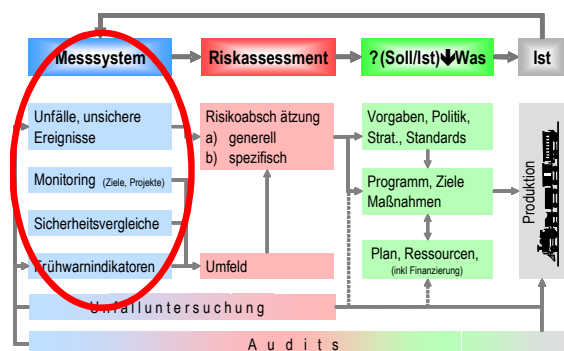 Messsystem
Riskassessment
?(Soll/Ist)🡇Was
Ist
Unfälle, unsichere
Ereignisse
Monitoring (Ziele, Projekte)
Sicherheitsvergleiche
Frühwarnindikatoren
Risikoabsch ätzung
a) generell
b) spezifisch
Umfeld
Vorgaben, Politik,
Strat., Standards
Programm, Ziele
Maßnahmen
Plan, Ressourcen,
(inkl Finanzierung)
Produktion
Unfalluntersuchung
Audits